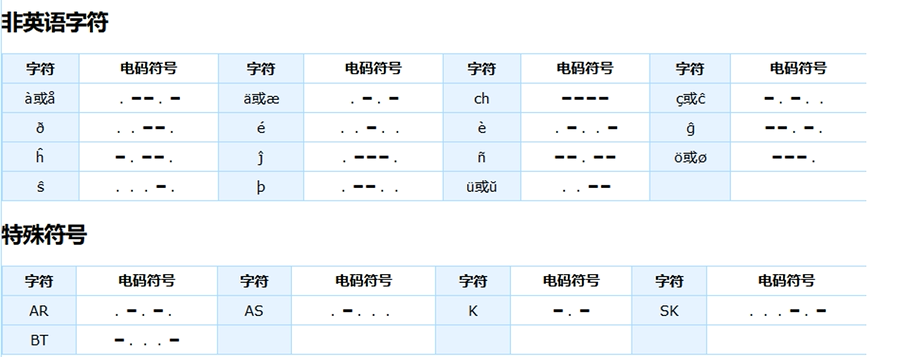 非英语字符
字符 电码符号 字符 电码符号 字符 电码符号 字符 电码符号
à或å .━━.━ ä或æ .━.━ ch ━━━━ ç或ĉ ━.━..
ð ..━━. é ..━.. è .━..━ ĝ ━━.━.
ĥ ━.━━. ĵ .━━━. ñ ━━.━━ ö或ø ━━━.
ŝ ...━. þ .━━.. ü或ŭ ..━━
特殊符号
字符 电码符号 字符 电码符号 字符 电码符号 字符 电码符号
AR .━.━. AS .━... K ━.━ SK ...━.━
BT ━...━